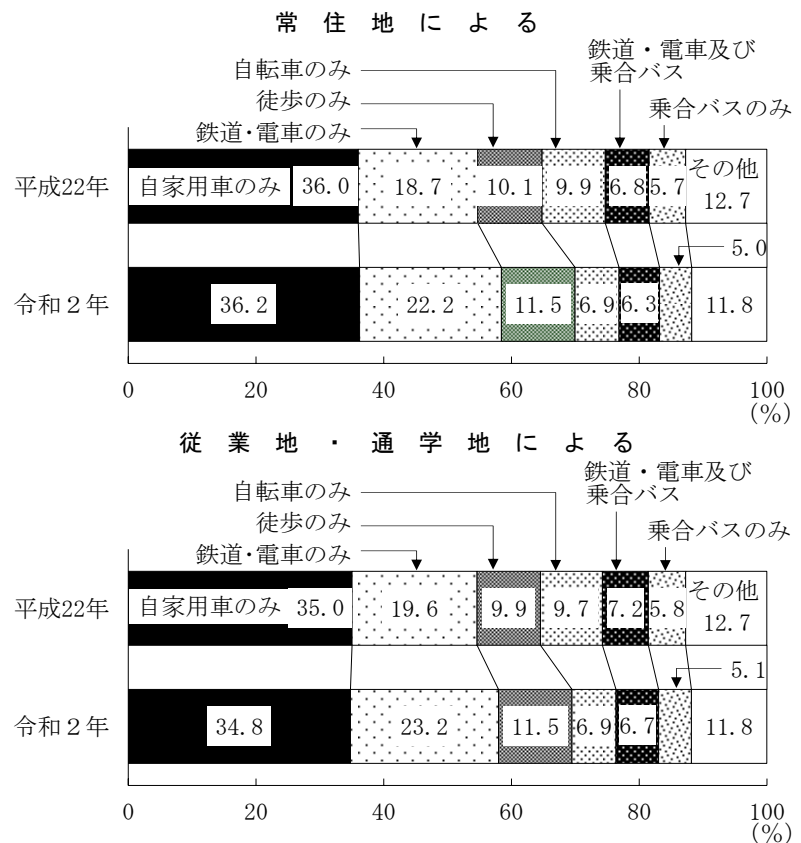 常住地による
鉄道・電車及び
乗合バス
自転車のみ
徒歩のみ
乗合バスのみ
鉄道・電車のみ
平成22年
自家用車のみ 36.0 18.7 10.1 9.9 6.8 5.7 その他
12.7
5.0
令和2年
36.2 22.2 11.5 6.9 6.3 11.8
0 20 40 60 80 100
(%)
従業地・通学地による
鉄道・電車及び
乗合バス
自転車のみ
徒歩のみ
乗合バスのみ
鉄道・電車のみ
平成22年
自家用車のみ 35.0 19.6 9.9 9.7 7.2 5.8 その他
12.7
5.1
令和2年
34.8 23.2 11.5 6.9 6.7 11.8
0 20 40 60 80 100
(%)